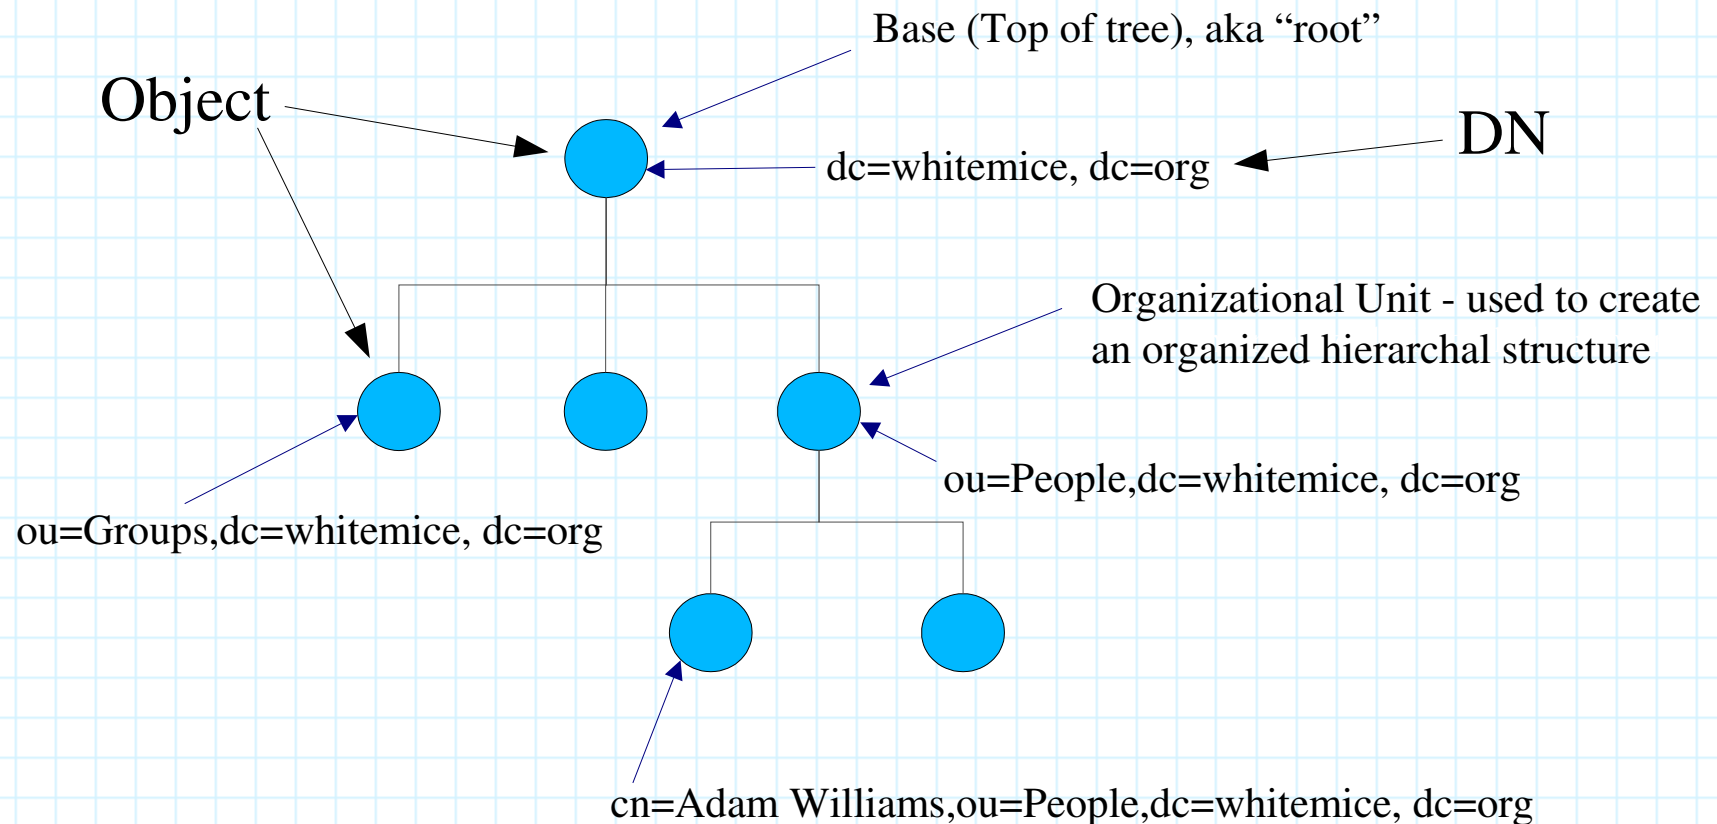 Base (Top of tree), aka “root”
Object
DN
dc=whitemice, dc=org
Organizational Unit - used to create
an organized hierarchal structure
ou=People,dc=whitemice, dc=org
ou=Groups,dc=whitemice, dc=org
cn=Adam Williams,ou=People,dc=whitemice, dc=org